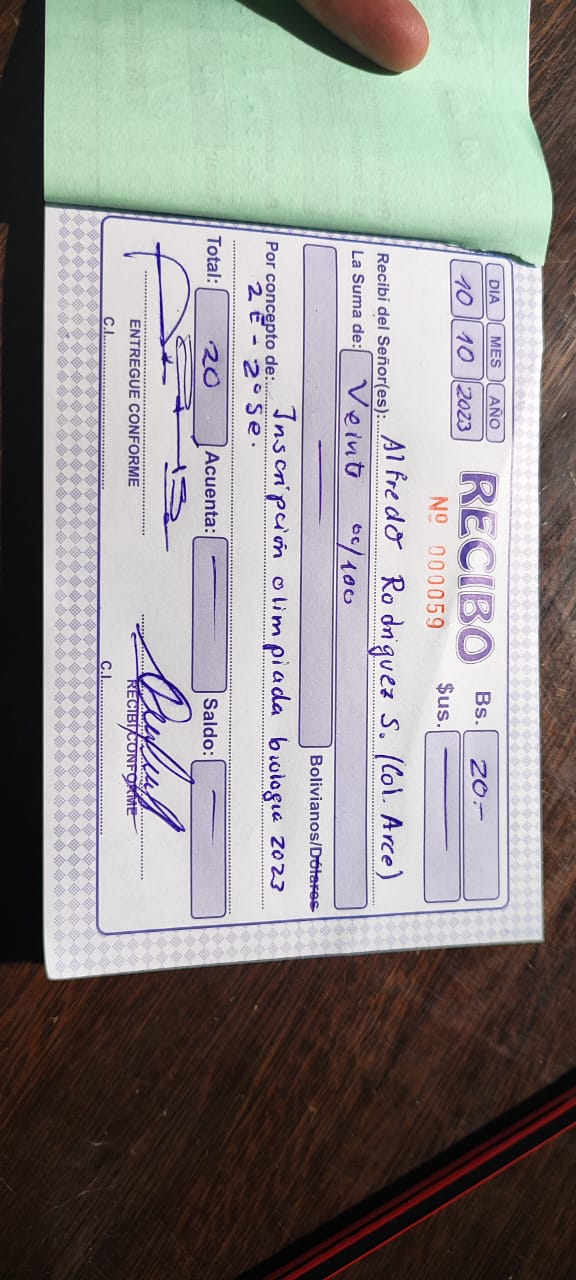 DIA MES AÑO
10 10 2023
RECIBO
Nº 000059
Bs. 20.-
$us.
Recibí del Señor(es): Alfredo Rodriguez S. (Col. Arce)
La Suma de: Veinte 00/100
Bolivianos/Dólares
Por concepto de: Inscripción olimpiada biologia 2023
2E - 2º se.
Total: 20 Acuenta: Saldo:
ENTREGUE CONFORME RECIBI CONFORME
C.I. C.I.